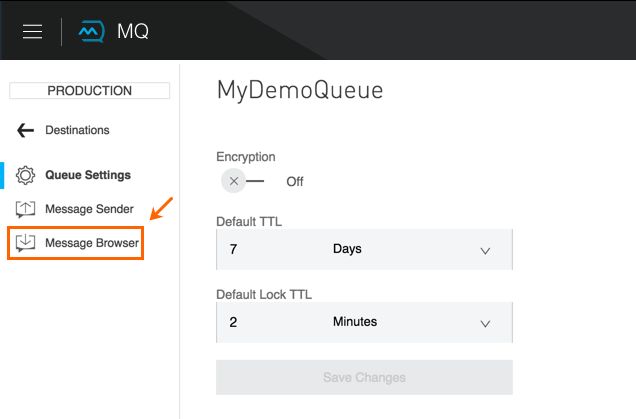 MQ
PRODUCTION
Destinations
Queue Settings
Message Sender
Message Browser
MyDemoQueue
Encryption
Off
Default TTL
7 Days
Default Lock TTL
2 Minutes
Save Changes